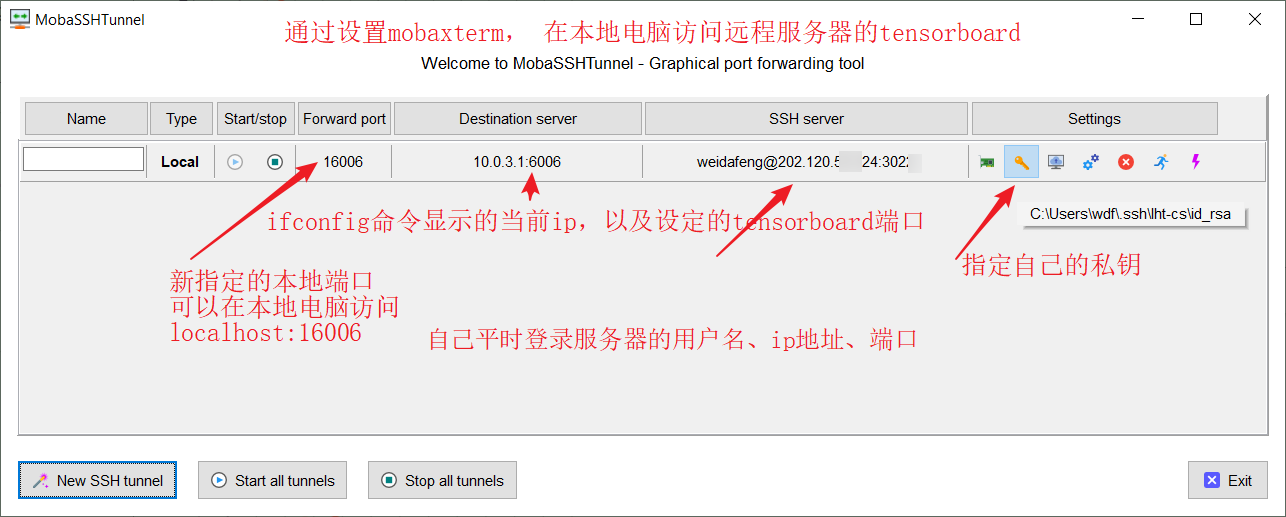 MobaSSHTunnel
通过设置mobaxterm， 在本地电脑访问远程服务器的tensorboard
Welcome to MobaSSHTunnel - Graphical port forwarding tool
Name Type Start/stop Forward port Destination server SSH server Settings
Local 16006 10.0.3.1:6006 weidafeng@202.120.5 24:302
C:\Users\wdf\.ssh\lht-cs\id_rsa
ifconfig命令显示的当前ip，以及设定的tensorboard端口
指定自己的私钥
新指定的本地端口
可以在本地电脑访问
localhost:16006
自己平时登录服务器的用户名、ip地址、端口
New SSH tunnel Start all tunnels Stop all tunnels Exit